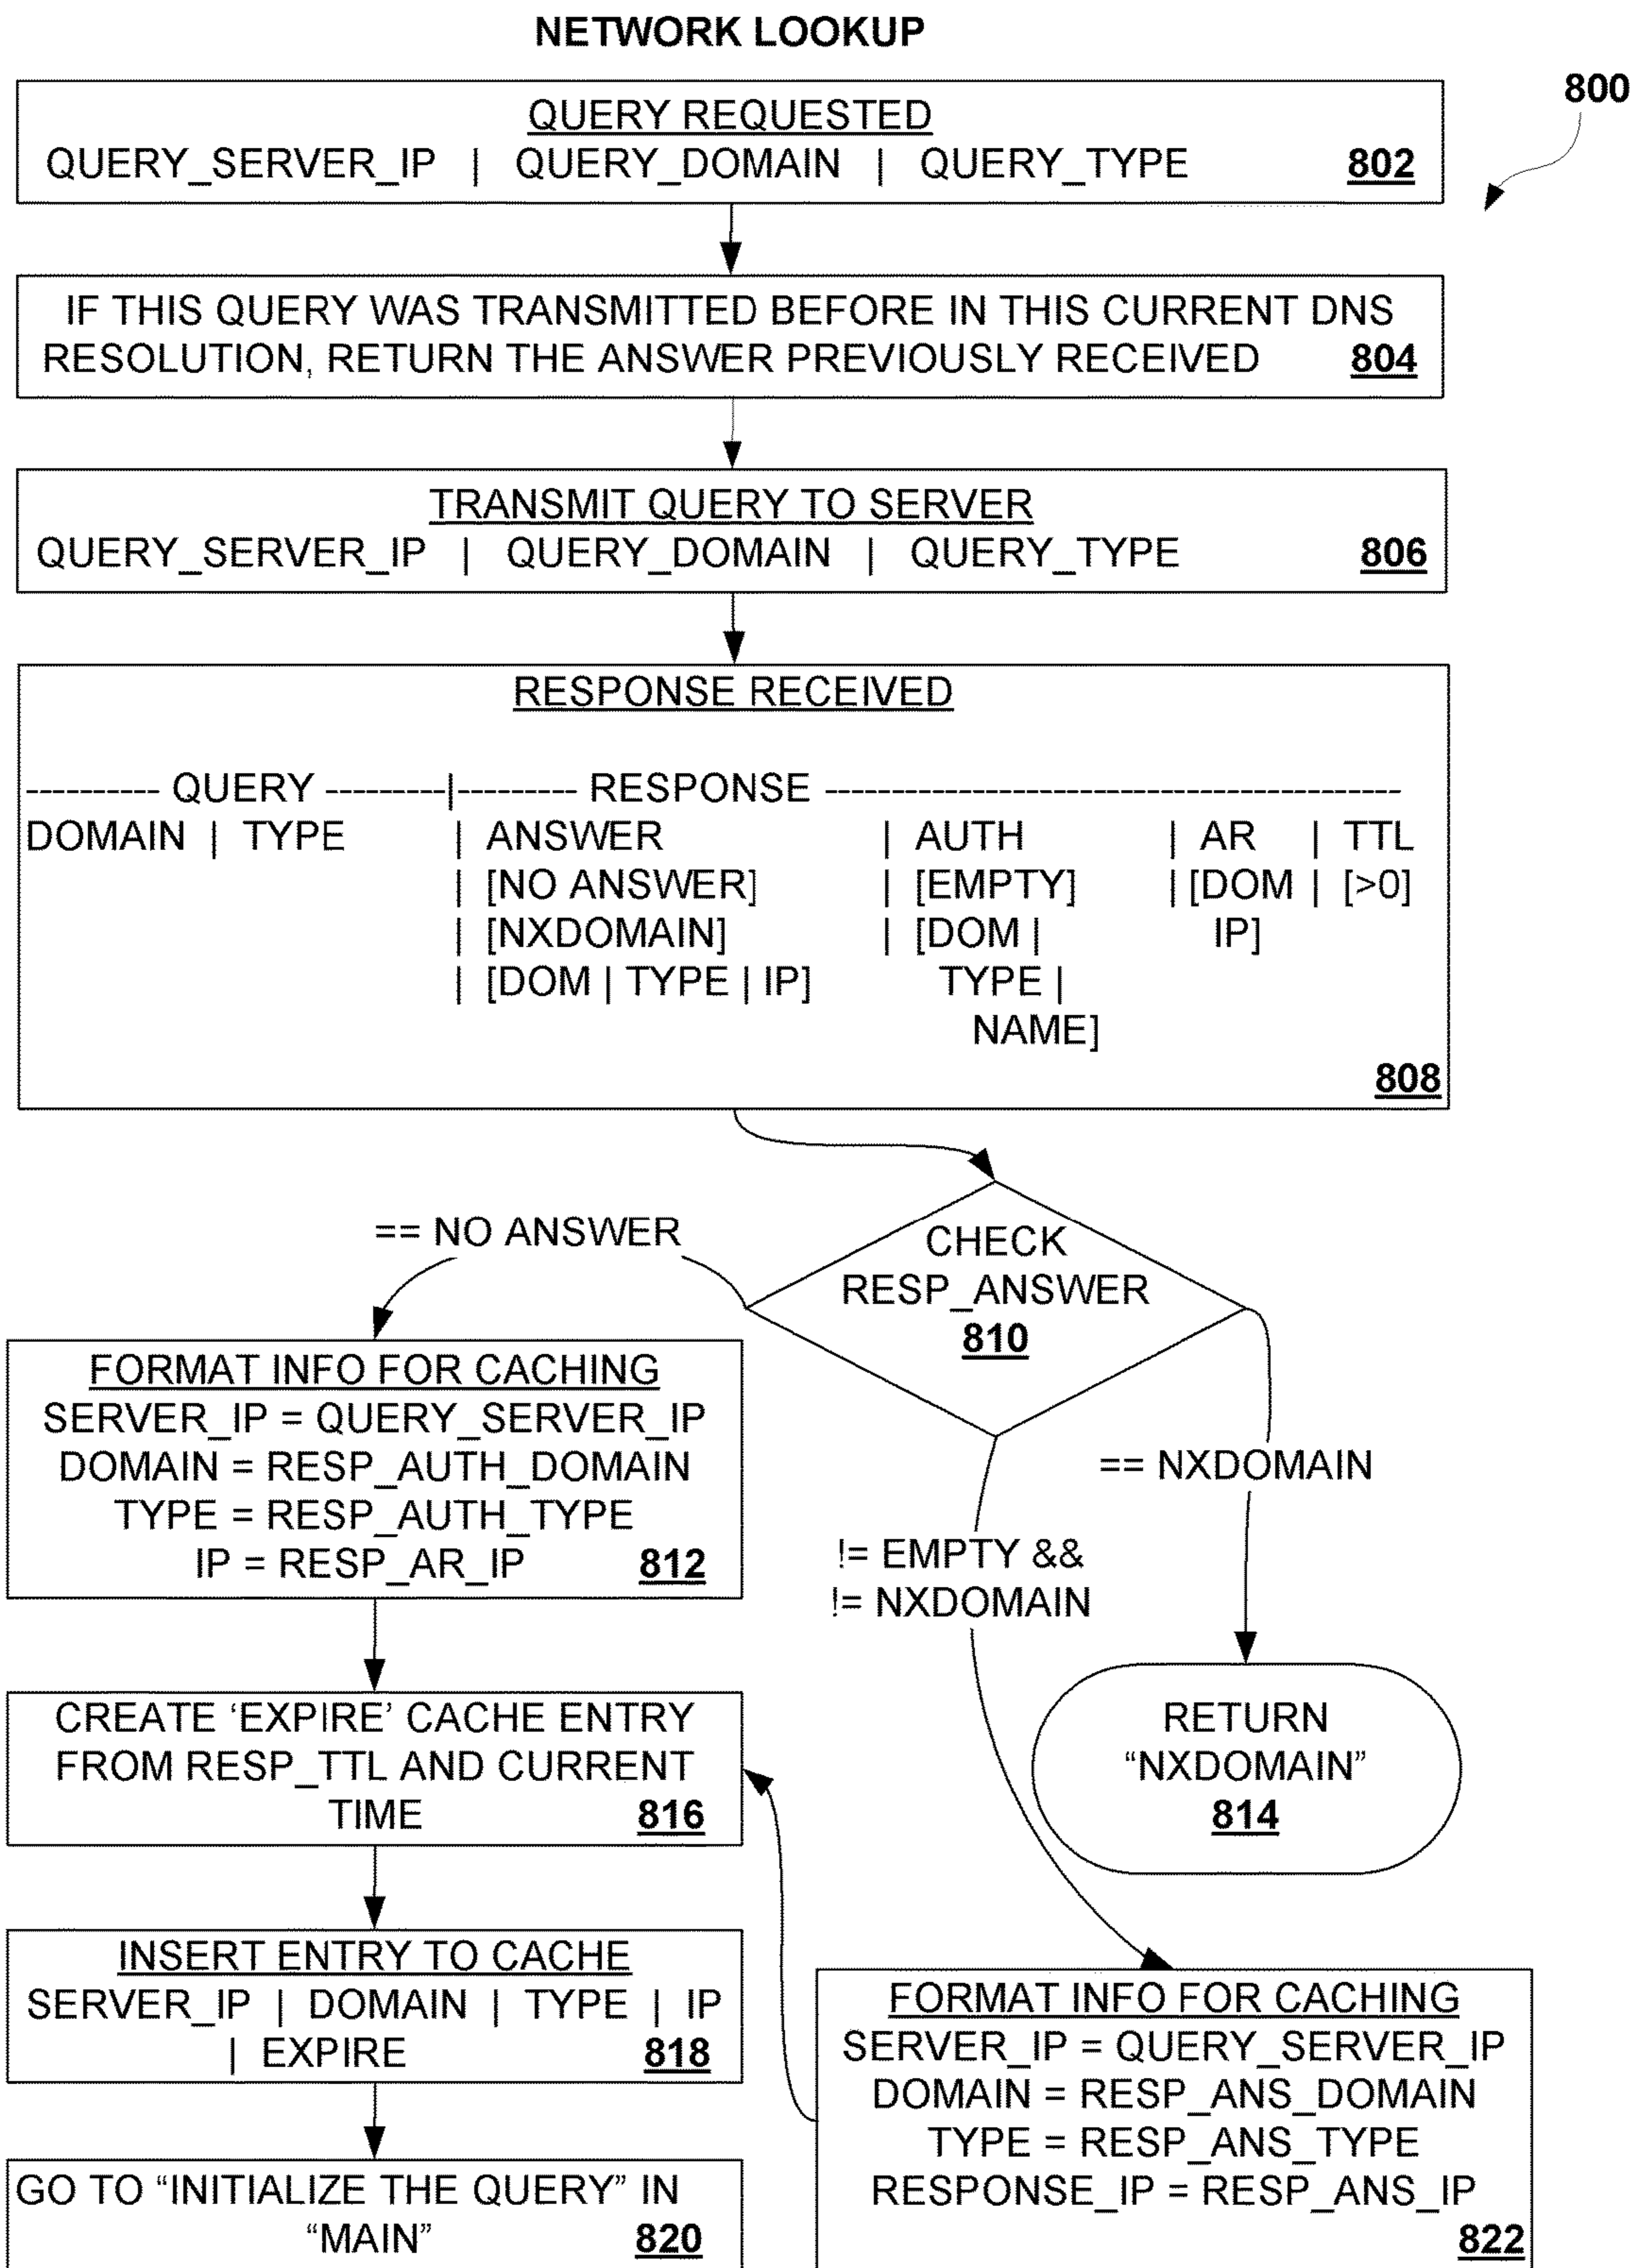 NETWORK LOOKUP
800
QUERY REQUESTED
QUERY_SERVER_IP | QUERY_DOMAIN | QUERY_TYPE 802
IF THIS QUERY WAS TRANSMITTED BEFORE IN THIS CURRENT DNS
RESOLUTION, RETURN THE ANSWER PREVIOUSLY RECEIVED 804
TRANSMIT QUERY TO SERVER
QUERY_SERVER_IP | QUERY_DOMAIN | QUERY_TYPE 806
RESPONSE RECEIVED
---------- QUERY ---------|--------- RESPONSE -------------------------------------------
DOMAIN | TYPE | ANSWER | AUTH | AR | TTL
| [NO ANSWER] | [EMPTY] | [DOM | [>0]
| [NXDOMAIN] | [DOM | IP]
| [DOM | TYPE | IP] TYPE |
NAME]
808
== NO ANSWER
CHECK
RESP_ANSWER
810
FORMAT INFO FOR CACHING
SERVER_IP = QUERY_SERVER_IP
DOMAIN = RESP_AUTH_DOMAIN
TYPE = RESP_AUTH_TYPE
IP = RESP_AR_IP 812
== NXDOMAIN
!= EMPTY &&
!= NXDOMAIN
CREATE ‘EXPIRE’ CACHE ENTRY
FROM RESP_TTL AND CURRENT
TIME 816
RETURN
“NXDOMAIN”
814
INSERT ENTRY TO CACHE
SERVER_IP | DOMAIN | TYPE | IP
| EXPIRE 818
FORMAT INFO FOR CACHING
SERVER_IP = QUERY_SERVER_IP
DOMAIN = RESP_ANS_DOMAIN
TYPE = RESP_ANS_TYPE
RESPONSE_IP = RESP_ANS_IP
822
GO TO “INITIALIZE THE QUERY” IN
“MAIN” 820